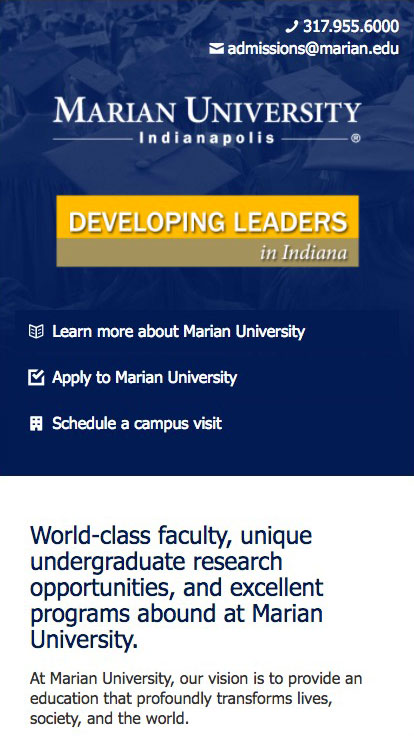 317.955.6000
admissions@marian.edu
MARIAN UNIVERSITY
Indianapolis ®
DEVELOPING LEADERS
in Indiana
Learn more about Marian University
Apply to Marian University
Schedule a campus visit
World-class faculty, unique
undergraduate research
opportunities, and excellent
programs abound at Marian
University.
At Marian University, our vision is to provide an
education that profoundly transforms lives,
society, and the world.